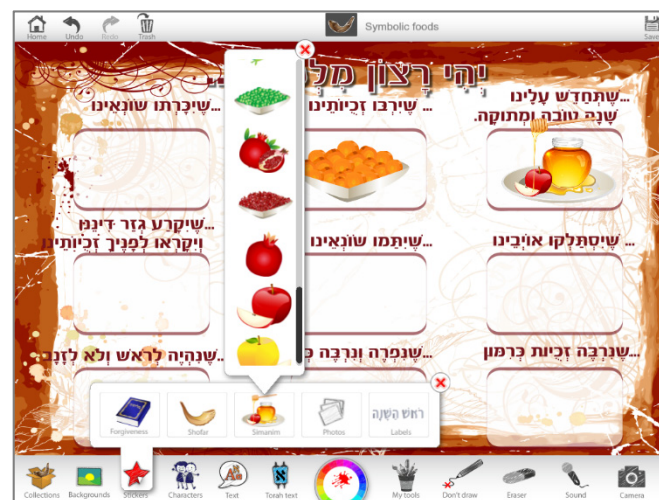 Home Undo Redo Trash Symbolic foods Save
יְהִי רָצוֹן
...שֶׁתְּחַדֵּשׁ עָלֵינוּ
שָׁנָה טוֹבָה וּמְתוּקָה.
...שֶׁיִּרְבּוּ זְכֻיּוֹתֵינוּ
...שֶׁיִּכָּרְתוּ שׂוֹנְאֵינוּ
...שֶׁיִּסְתַּלְּקוּ אוֹיְבֵינוּ
...שֶׁיִּתַּמּוּ שׂוֹנְאֵינוּ
...שֶׁיִּקְרַע גְּזַר דִּינֵנוּ
וְיִקָּרְאוּ לְפָנֶיךָ זְכֻיּוֹתֵינוּ
...שֶׁנַּרְבֶּה זְכֻיּוֹת כְּרִמּוֹן
...שֶׁנִּפְרֶה וְנִרְבֶּה
...שֶׁנִּהְיֶה לְרֹאשׁ וְלֹא לְזָנָב
Forgiveness Shofar Simanim Photos Labels
רֹאשׁ הַשָּׁנָה
Collections Backgrounds Stickers Characters Text Torah text My tools Don't draw Eraser Sound Camera